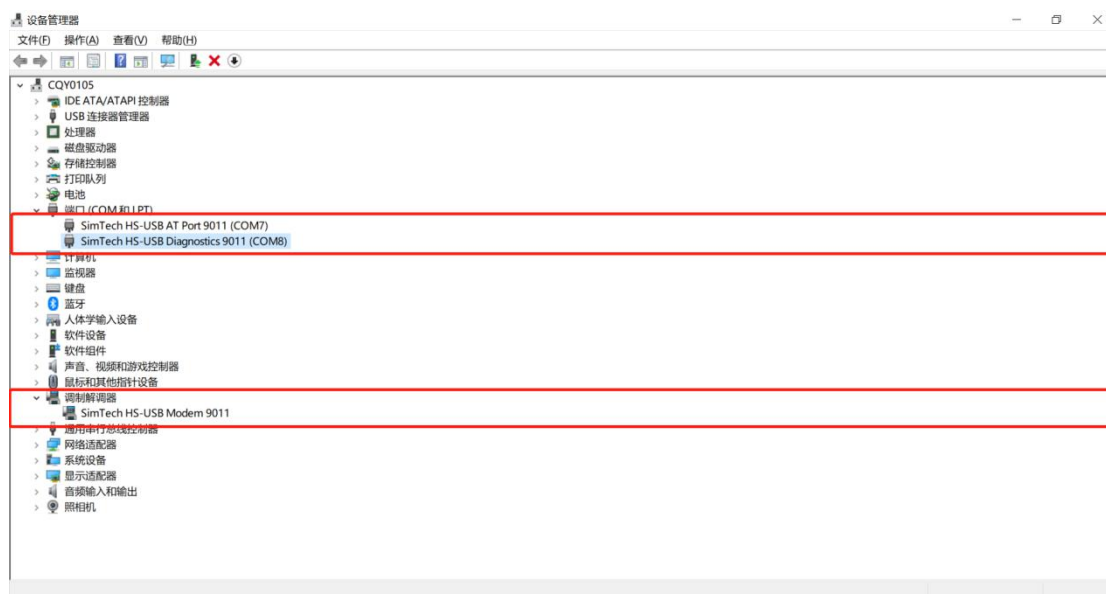 设备管理器
文件(F) 操作(A) 查看(V) 帮助(H)
CQY0105
IDE ATA/ATAPI 控制器
USB 连接器管理器
处理器
磁盘驱动器
存储控制器
打印队列
电池
端口 (COM 和 LPT)
SimTech HS-USB AT Port 9011 (COM7)
SimTech HS-USB Diagnostics 9011 (COM8)
计算机
监视器
键盘
蓝牙
人体学输入设备
软件设备
软件组件
声音、视频和游戏控制器
鼠标和其他指针设备
调制解调器
SimTech HS-USB Modem 9011
通用串行总线控制器
网络适配器
系统设备
显示适配器
音频输入和输出
照相机